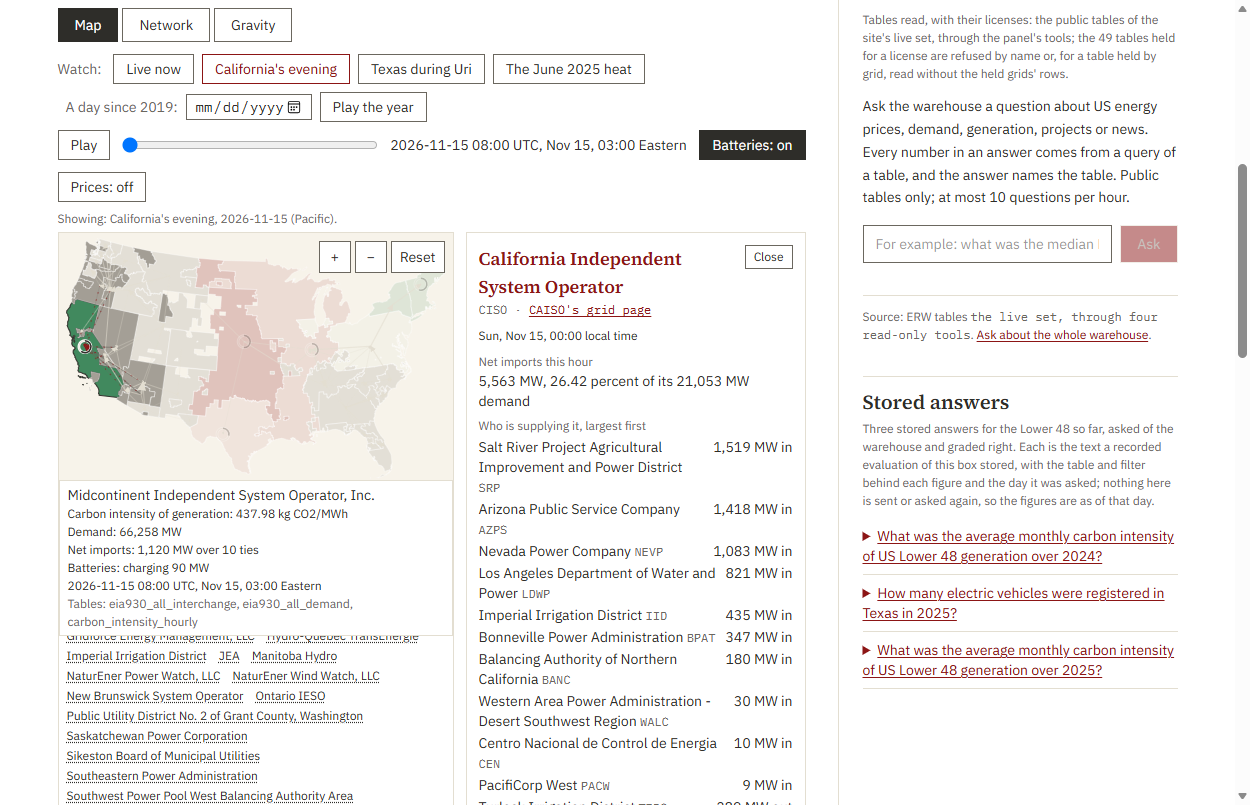 Map
Network
Gravity
Watch:
Live now
California's evening
Texas during Uri
The June 2025 heat
A day since 2019:
mm/dd/yyyy
Play the year
Play
2026-11-15 08:00 UTC, Nov 15, 03:00 Eastern
Batteries: on
Prices: off
Showing: California's evening, 2026-11-15 (Pacific).
+
−
Reset
Midcontinent Independent System Operator, Inc.
Carbon intensity of generation: 437.98 kg CO2/MWh
Demand: 66,258 MW
Net imports: 1,120 MW over 10 ties
Batteries: charging 90 MW
2026-11-15 08:00 UTC, Nov 15, 03:00 Eastern
Tables: eia930_all_interchange, eia930_all_demand,
carbon_intensity_hourly
Gridforce Energy Management, LLC Hydro-Quebec TransEnergie
Imperial Irrigation District JEA Manitoba Hydro
NaturEner Power Watch, LLC NaturEner Wind Watch, LLC
New Brunswick System Operator Ontario IESO
Public Utility District No. 2 of Grant County, Washington
Saskatchewan Power Corporation
Sikeston Board of Municipal Utilities
Southeastern Power Administration
Southwest Power Pool West Balancing Authority Area
California Independent
System Operator
Close
CISO · CAISO's grid page
Sun, Nov 15, 00:00 local time
Net imports this hour
5,563 MW, 26.42 percent of its 21,053 MW
demand
Who is supplying it, largest first
Salt River Project Agricultural 1,519 MW in
Improvement and Power District
SRP
Arizona Public Service Company 1,418 MW in
AZPS
Nevada Power Company NEVP 1,083 MW in
Los Angeles Department of Water and 821 MW in
Power LDWP
Imperial Irrigation District IID 435 MW in
Bonneville Power Administration BPAT 347 MW in
Balancing Authority of Northern 180 MW in
California BANC
Western Area Power Administration - 30 MW in
Desert Southwest Region WALC
Centro Nacional de Control de Energia 10 MW in
CEN
PacifiCorp West PACW 9 MW in
Tables read, with their licenses: the public tables of the
site's live set, through the panel's tools; the 49 tables held
for a license are refused by name or, for a table held by
grid, read without the held grids' rows.
Ask the warehouse a question about US energy
prices, demand, generation, projects or news.
Every number in an answer comes from a query of
a table, and the answer names the table. Public
tables only; at most 10 questions per hour.
For example: what was the median
Ask
Source: ERW tables the live set, through four
read-only tools. Ask about the whole warehouse.
Stored answers
Three stored answers for the Lower 48 so far, asked of the
warehouse and graded right. Each is the text a recorded
evaluation of this box stored, with the table and filter
behind each figure and the day it was asked; nothing here
is sent or asked again, so the figures are as of that day.
What was the average monthly carbon intensity
of US Lower 48 generation over 2024?
How many electric vehicles were registered in
Texas in 2025?
What was the average monthly carbon intensity
of US Lower 48 generation over 2025?